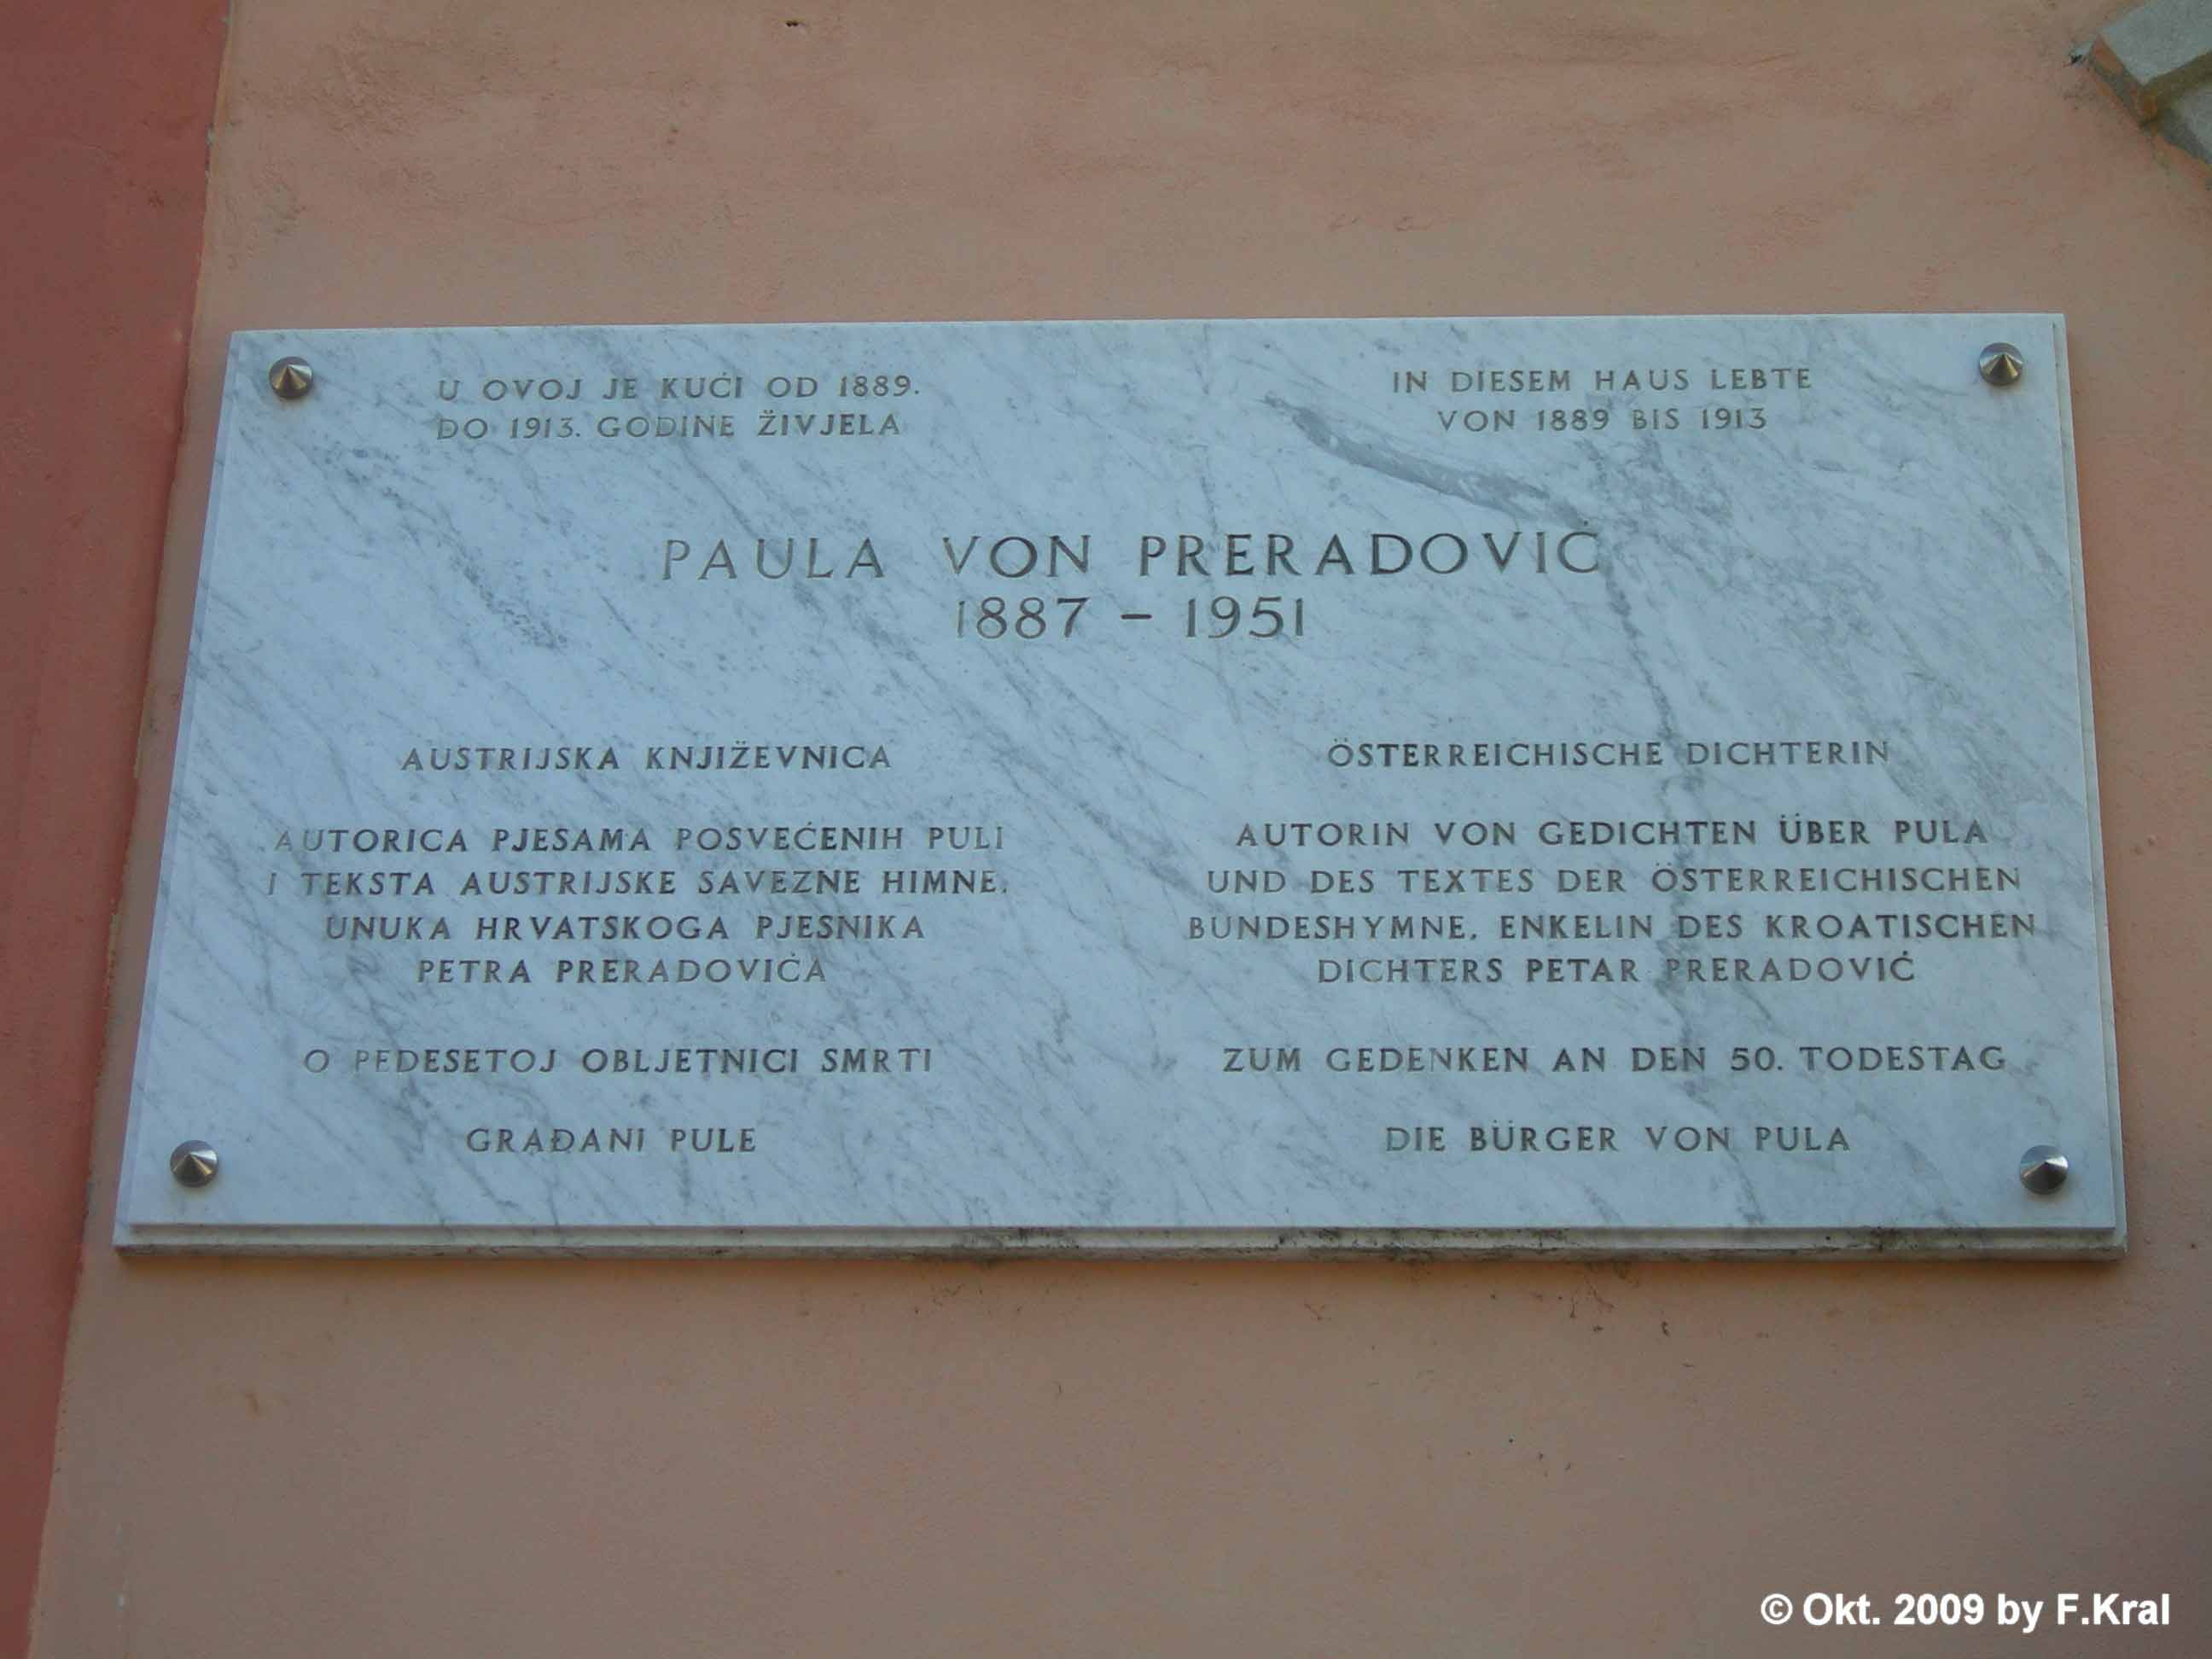 U OVOJ JE KUĆI OD 1889.
DO 1913. GODINE ŽIVJELA
IN DIESEM HAUS LEBTE
VON 1889 BIS 1913
PAULA VON PRERADOVIĆ
1887 – 1951
AUSTRIJSKA KNJIŽEVNICA
AUTORICA PJESAMA POSVEĆENIH PULI
I TEKSTA AUSTRIJSKE SAVEZNE HIMNE,
UNUKA HRVATSKOGA PJESNIKA
PETRA PRERADOVIĆA
O PEDESETOJ OBLJETNICI SMRTI
GRAĐANI PULE
ÖSTERREICHISCHE DICHTERIN
AUTORIN VON GEDICHTEN ÜBER PULA
UND DES TEXTES DER ÖSTERREICHISCHEN
BUNDESHYMNE, ENKELIN DES KROATISCHEN
DICHTERS PETAR PRERADOVIĆ
ZUM GEDENKEN AN DEN 50. TODESTAG
DIE BÜRGER VON PULA
© Okt. 2009 by F.Kral